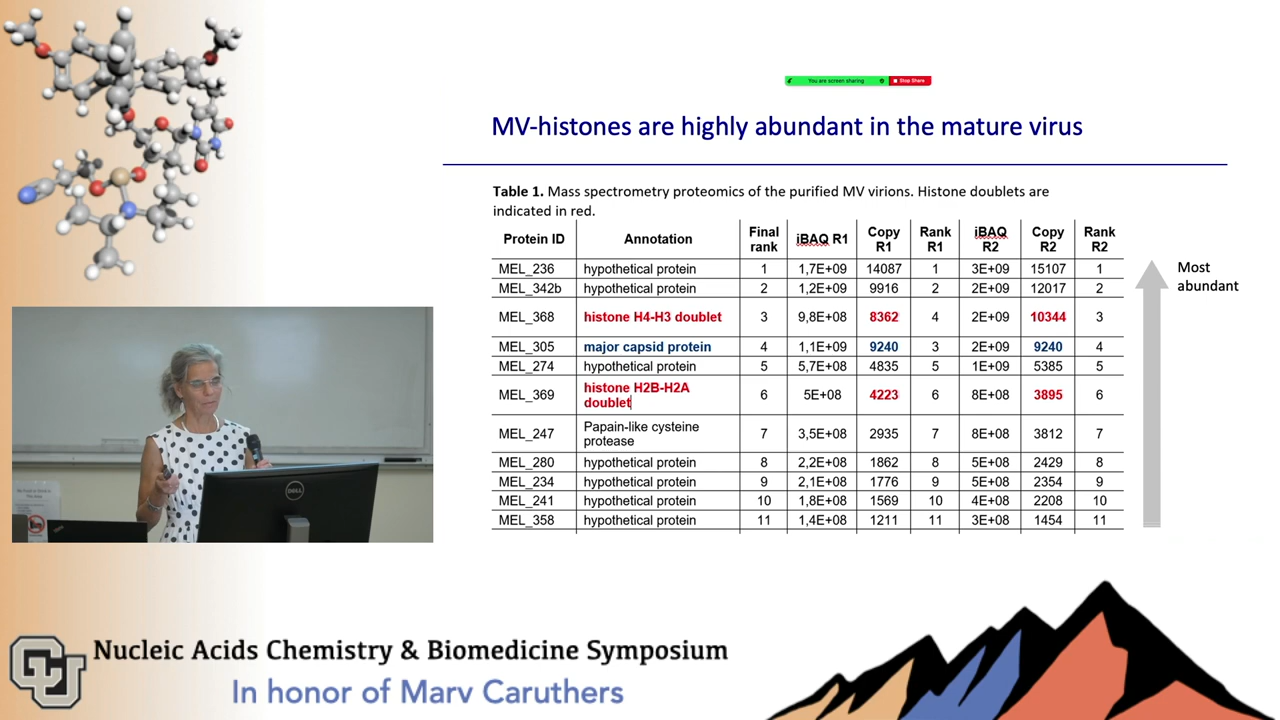 You are screen sharing Stop Share
MV-histones are highly abundant in the mature virus
Table 1. Mass spectrometry proteomics of the purified MV virions. Histone doublets are
indicated in red.
Protein ID Annotation Final rank iBAQ R1 Copy R1 Rank R1 iBAQ R2 Copy R2 Rank R2
MEL_236 hypothetical protein 1 1,7E+09 14087 1 3E+09 15107 1
MEL_342b hypothetical protein 2 1,2E+09 9916 2 2E+09 12017 2
MEL_368 histone H4-H3 doublet 3 9,8E+08 8362 4 2E+09 10344 3
MEL_305 major capsid protein 4 1,1E+09 9240 3 2E+09 9240 4
MEL_274 hypothetical protein 5 5,7E+08 4835 5 1E+09 5385 5
MEL_369 histone H2B-H2A doublet 6 5E+08 4223 6 8E+08 3895 6
MEL_247 Papain-like cysteine protease 7 3,5E+08 2935 7 8E+08 3812 7
MEL_280 hypothetical protein 8 2,2E+08 1862 8 5E+08 2429 8
MEL_234 hypothetical protein 9 2,1E+08 1776 9 5E+08 2354 9
MEL_241 hypothetical protein 10 1,8E+08 1569 10 4E+08 2208 10
MEL_358 hypothetical protein 11 1,4E+08 1211 11 3E+08 1454 11
Most
abundant
DELL
CU
Nucleic Acids Chemistry & Biomedicine Symposium
In honor of Marv Caruthers